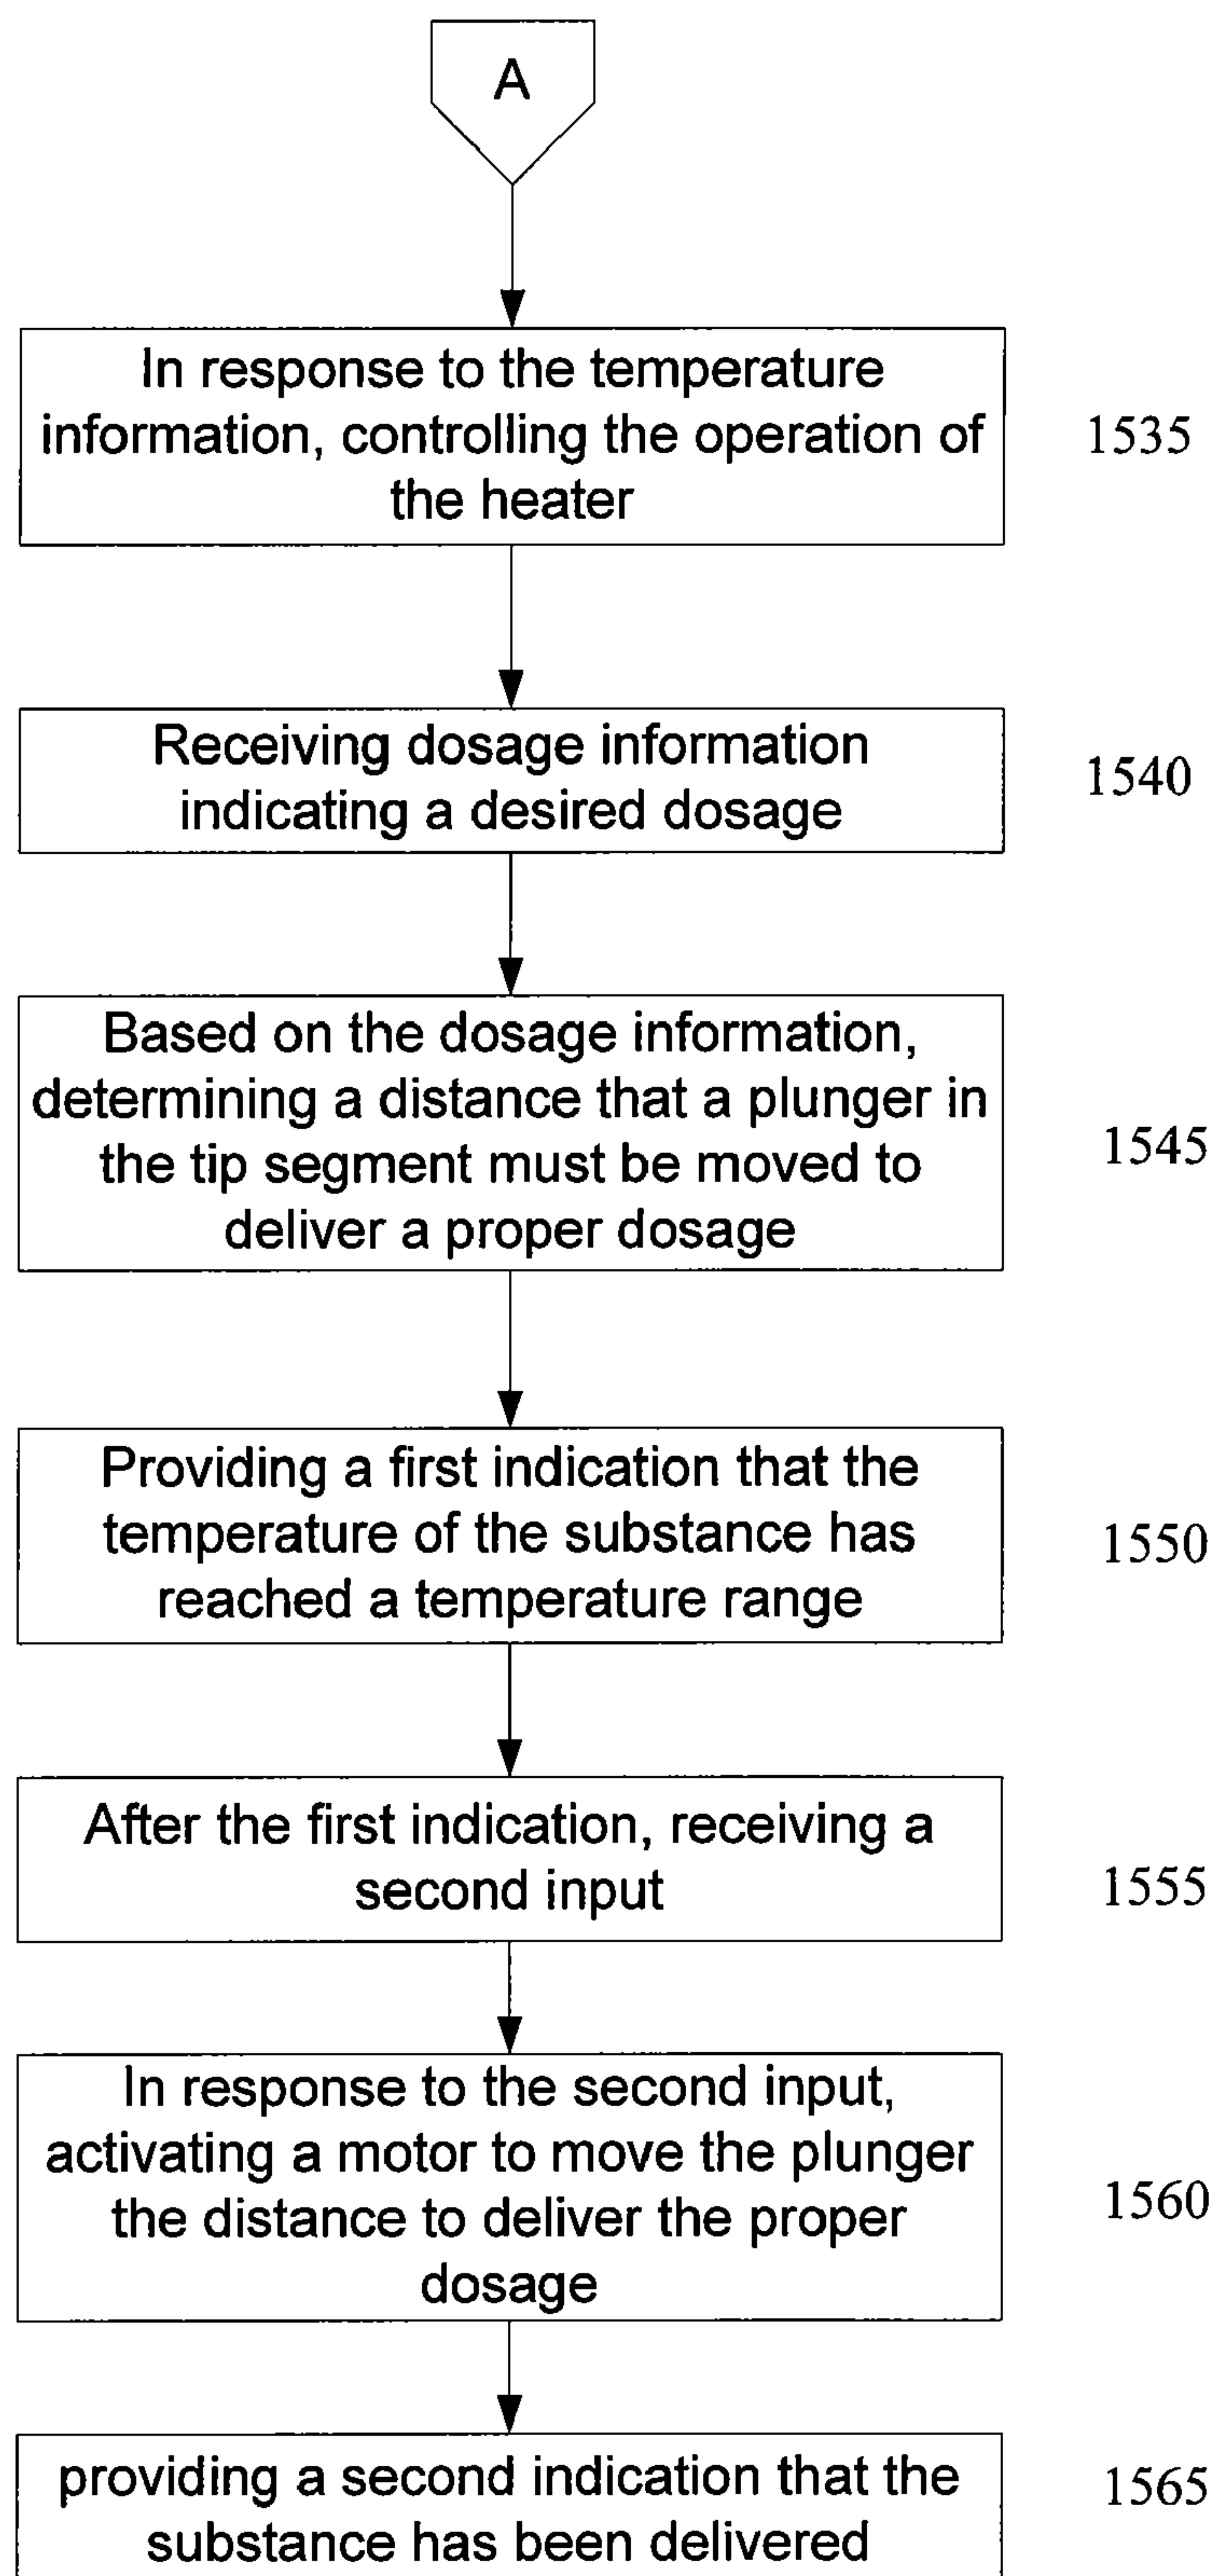 A
In response to the temperature
information, controlling the operation of
the heater
1535
Receiving dosage information
indicating a desired dosage
1540
Based on the dosage information,
determining a distance that a plunger in
the tip segment must be moved to
deliver a proper dosage
1545
Providing a first indication that the
temperature of the substance has
reached a temperature range
1550
After the first indication, receiving a
second input
1555
In response to the second input,
activating a motor to move the plunger
the distance to deliver the proper
dosage
1560
providing a second indication that the
substance has been delivered
1565